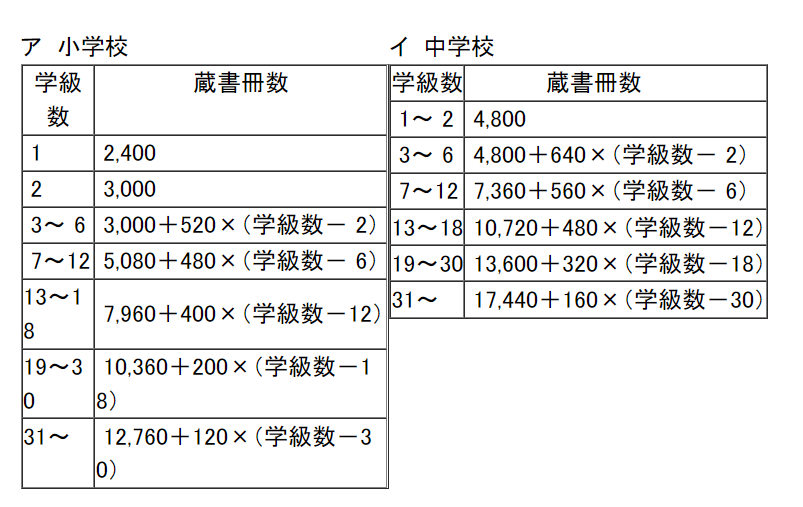 ア 小学校
学級
数
蔵書冊数
1
2,400
2
3,000
3～ 6
3,000＋520×（学級数－ 2）
7～12
5,080＋480×（学級数－ 6）
13～1
8
7,960＋400×（学級数－12）
19～3
0
10,360＋200×（学級数－1
8）
31～
12,760＋120×（学級数－3
0）
イ 中学校
学級数
蔵書冊数
1～ 2
4,800
3～ 6
4,800＋640×（学級数－ 2）
7～12
7,360＋560×（学級数－ 6）
13～18
10,720＋480×（学級数－12）
19～30
13,600＋320×（学級数－18）
31～
17,440＋160×（学級数－30）